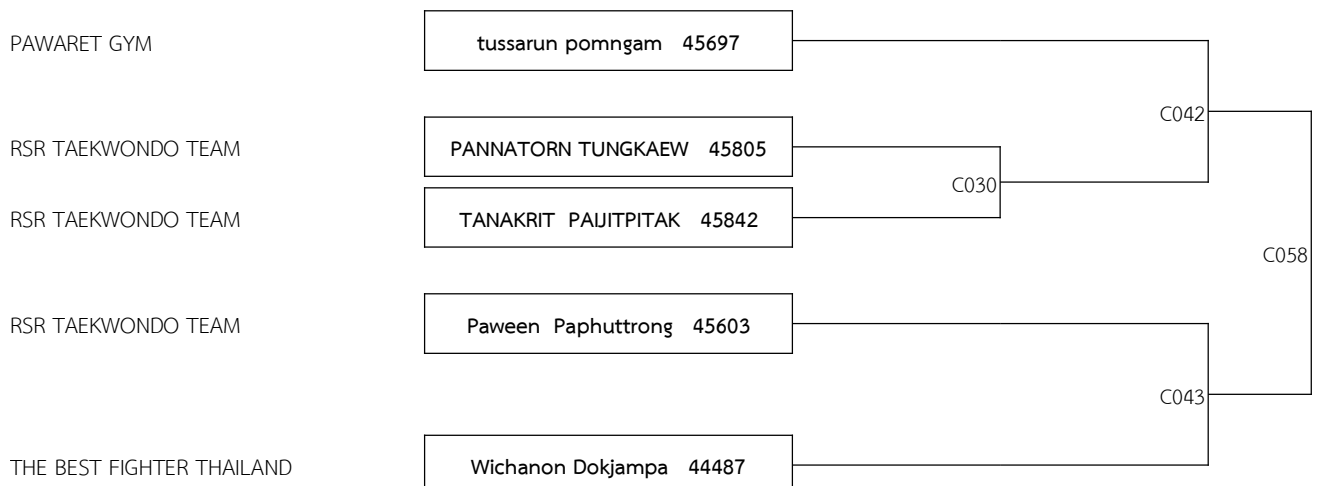 PAWARET GYM tussarun pomngam 45697
C042
RSR TAEKWONDO TEAM PANNATORN TUNGKAEW 45805
C030
RSR TAEKWONDO TEAM TANAKRIT PAIJITPITAK 45842
C058
RSR TAEKWONDO TEAM Paween Paphuttrong 45603
C043
THE BEST FIGHTER THAILAND Wichanon Dokjampa 44487